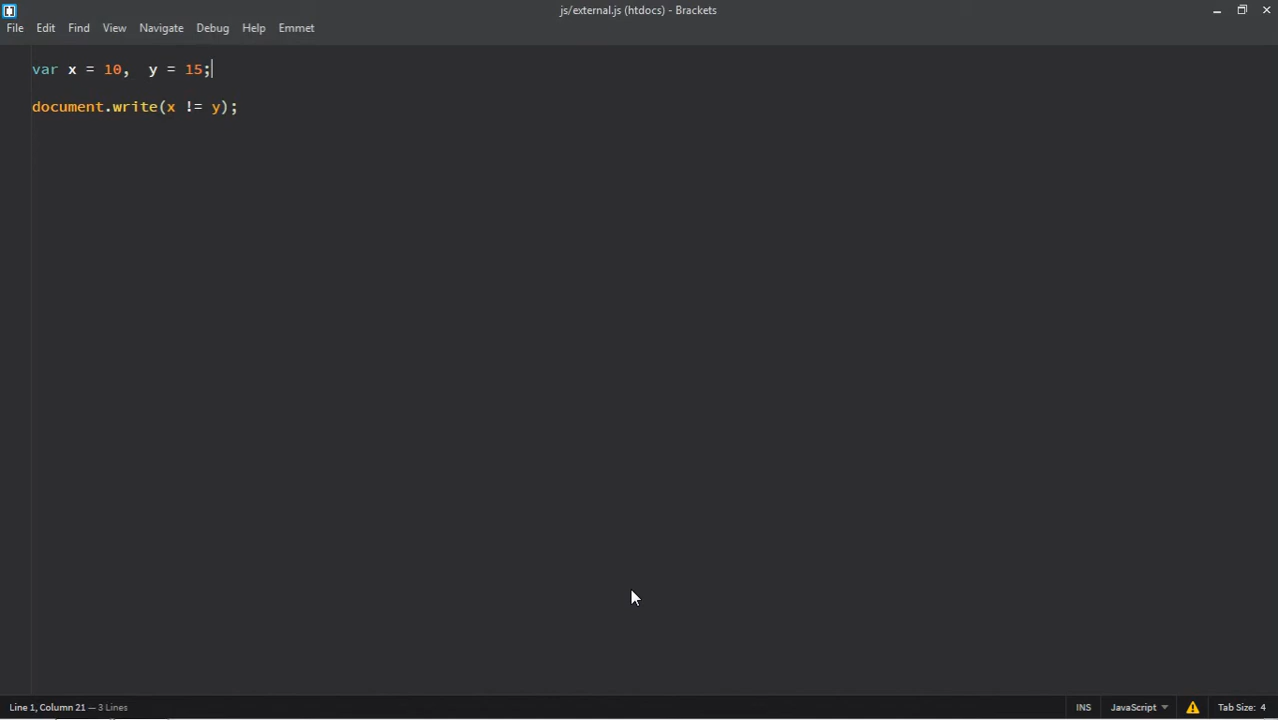 js/external.js (htdocs) - Brackets
File Edit Find View Navigate Debug Help Emmet
var x = 10,  y = 15;
document.write(x != y);
Line 1, Column 21 — 3 Lines INS JavaScript Tab Size: 4